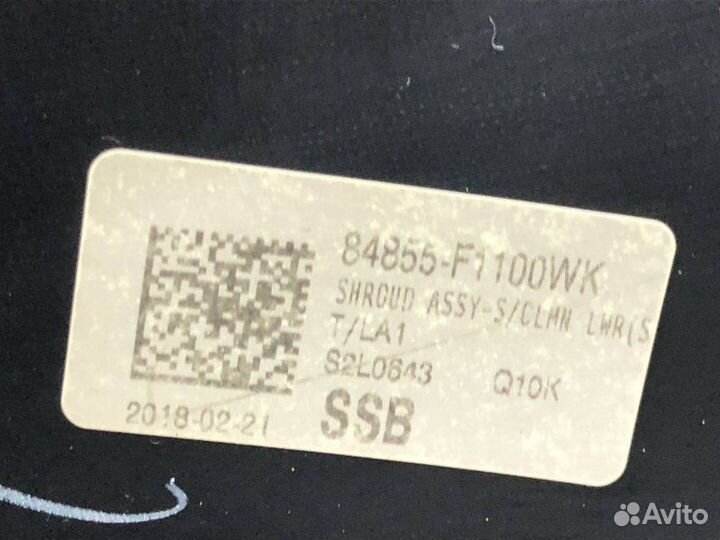 84855-F1100WK
SHROUD ASSY-S/CLMN LWR(S
T/LA1
S2L0643 Q10K
2018-02-21 SSB
Avito